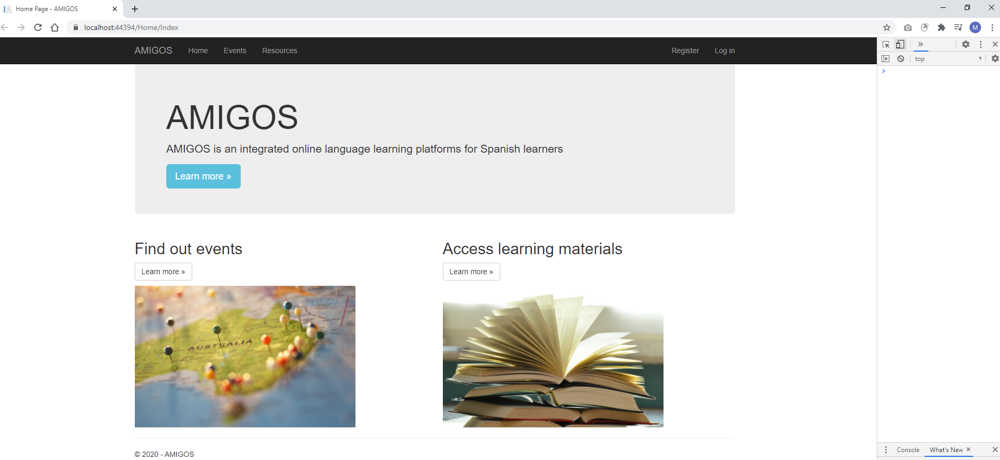 Home Page - AMIGOS
localhost:44394/Home/Index
M
AMIGOS Home Events Resources Register Log in
top
AMIGOS
AMIGOS is an integrated online language learning platforms for Spanish learners
Learn more »
Find out events
Access learning materials
Learn more »
Learn more »
AUSTRALIA
© 2020 - AMIGOS
Console What's New